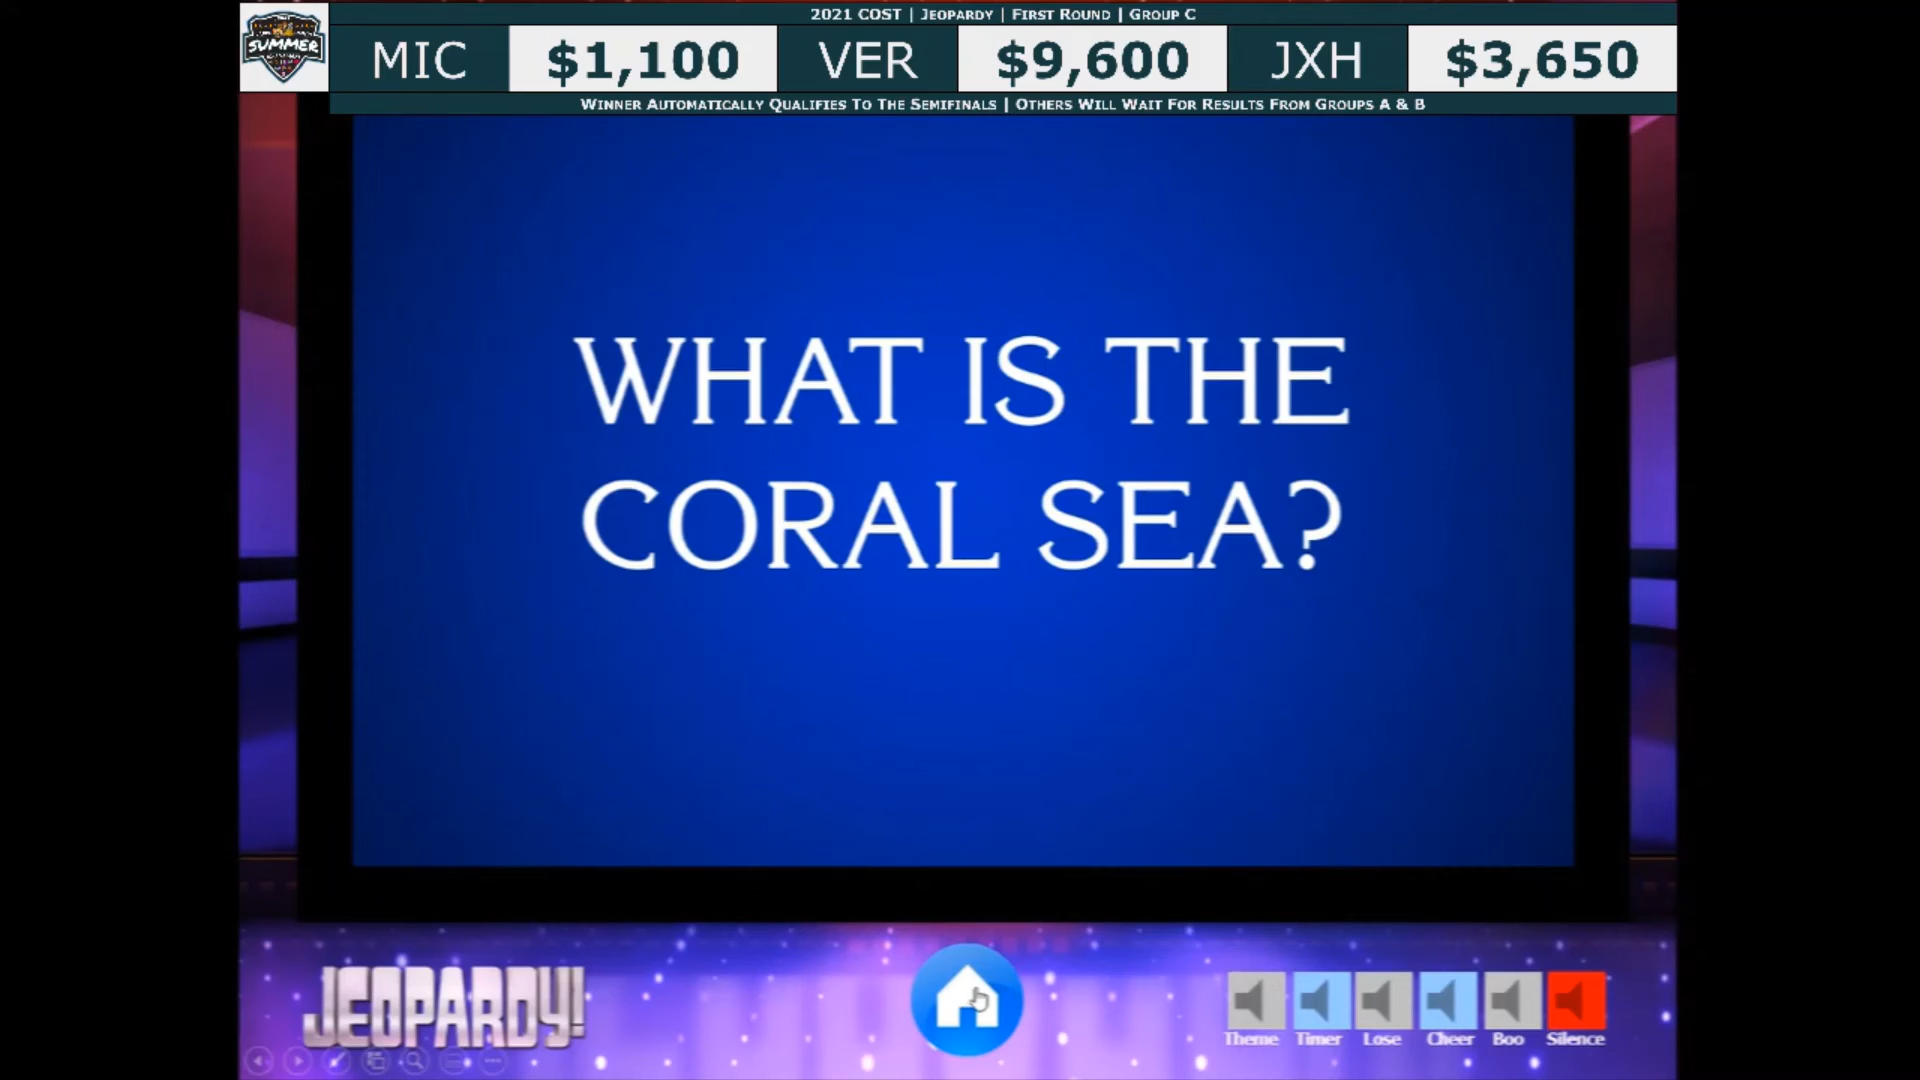 2021 COST | JEOPARDY | FIRST ROUND | GROUP C
SUMMER
MIC $1,100 VER $9,600 JXH $3,650
WINNER AUTOMATICALLY QUALIFIES TO THE SEMIFINALS | OTHERS WILL WAIT FOR RESULTS FROM GROUPS A & B
WHAT IS THE
CORAL SEA?
JEOPARDY!
Theme Timer Lose Cheer Boo Silence